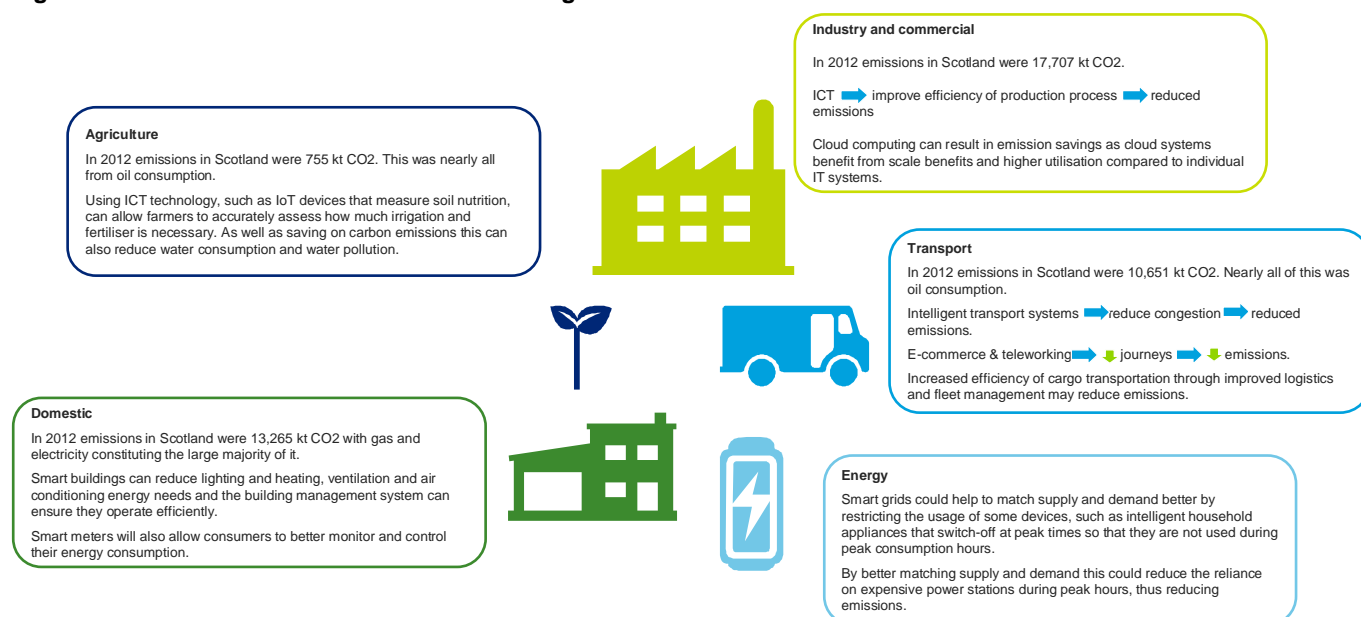 Industry and commercial
In 2012 emissions in Scotland were 17,707 kt CO2.
ICT improve efficiency of production process reduced
emissions
Cloud computing can result in emission savings as cloud systems
benefit from scale benefits and higher utilisation compared to individual
IT systems.
Agriculture
In 2012 emissions in Scotland were 755 kt CO2. This was nearly all
from oil consumption.
Using ICT technology, such as IoT devices that measure soil nutrition,
can allow farmers to accurately assess how much irrigation and
fertiliser is necessary. As well as saving on carbon emissions this can
also reduce water consumption and water pollution.
Transport
In 2012 emissions in Scotland were 10,651 kt CO2. Nearly all of this was
oil consumption.
Intelligent transport systems reduce congestion reduced
emissions.
E-commerce & teleworking journeys emissions.
Increased efficiency of cargo transportation through improved logistics
and fleet management may reduce emissions.
Domestic
In 2012 emissions in Scotland were 13,265 kt CO2 with gas and
electricity constituting the large majority of it.
Smart buildings can reduce lighting and heating, ventilation and air
conditioning energy needs and the building management system can
ensure they operate efficiently.
Smart meters will also allow consumers to better monitor and control
their energy consumption.
Energy
Smart grids could help to match supply and demand better by
restricting the usage of some devices, such as intelligent household
appliances that switch-off at peak times so that they are not used during
peak consumption hours.
By better matching supply and demand this could reduce the reliance
on expensive power stations during peak hours, thus reducing
emissions.